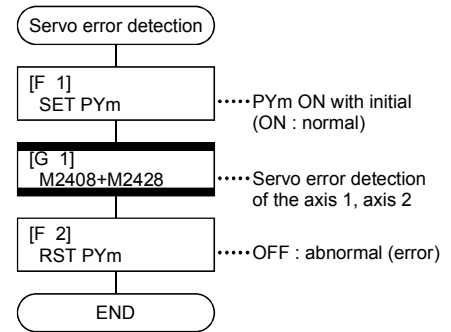 Servo error detection
[F 1]
SET PYm
PYm ON with initial
(ON : normal)
[G 1]
M2408+M2428
Servo error detection
of the axis 1, axis 2
[F 2]
RST PYm
OFF : abnormal (error)
END